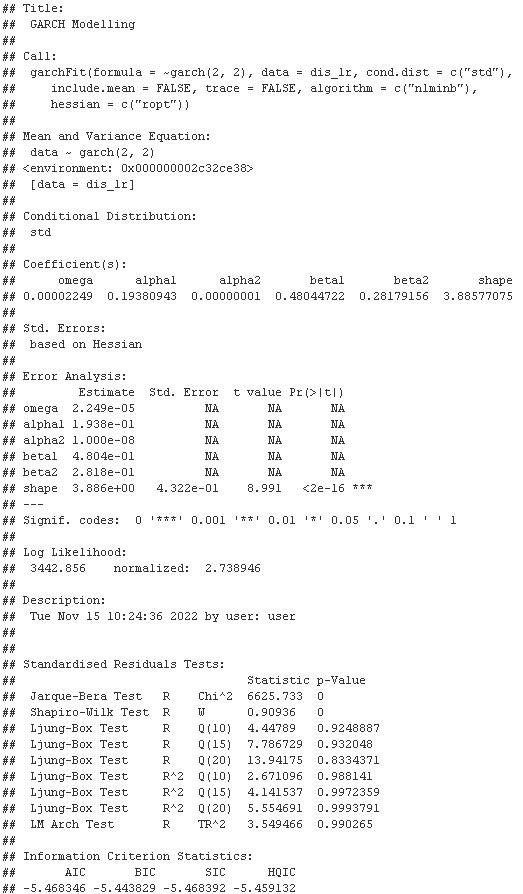 ## Title:
##  GARCH Modelling
##
## Call:
##  garchFit(formula = ~garch(2, 2), data = dis_lr, cond.dist = c("std"),
##     include.mean = FALSE, trace = FALSE, algorithm = c("nlminb"),
##     hessian = c("ropt"))
##
## Mean and Variance Equation:
##  data ~ garch(2, 2)
## <environment: 0x000000002c32ce38>
##  [data = dis_lr]
##
## Conditional Distribution:
##  std
##
## Coefficient(s):
##      omega      alpha1      alpha2       beta1       beta2       shape
## 0.00002249  0.19380943  0.00000001  0.48044722  0.28179156  3.88577075
##
## Std. Errors:
##  based on Hessian
##
## Error Analysis:
##         Estimate  Std. Error  t value Pr(>|t|)
## omega  2.249e-05          NA       NA       NA
## alpha1 1.938e-01          NA       NA       NA
## alpha2 1.000e-08          NA       NA       NA
## beta1  4.804e-01          NA       NA       NA
## beta2  2.818e-01          NA       NA       NA
## shape  3.886e+00   4.322e-01    8.991   <2e-16 ***
## ---
## Signif. codes:  0 '***' 0.001 '**' 0.01 '*' 0.05 '.' 0.1 ' ' 1
##
## Log Likelihood:
##  3442.856    normalized:  2.738946
##
## Description:
##  Tue Nov 15 10:24:36 2022 by user: user
##
##
## Standardised Residuals Tests:
##                                 Statistic p-Value
##  Jarque-Bera Test   R    Chi^2  6625.733  0
##  Shapiro-Wilk Test  R    W      0.90936   0
##  Ljung-Box Test     R    Q(10)  4.44789   0.9248887
##  Ljung-Box Test     R    Q(15)  7.786729  0.932048
##  Ljung-Box Test     R    Q(20)  13.94175  0.8334371
##  Ljung-Box Test     R^2  Q(10)  2.671096  0.988141
##  Ljung-Box Test     R^2  Q(15)  4.141537  0.9972359
##  Ljung-Box Test     R^2  Q(20)  5.554691  0.9993791
##  LM Arch Test       R    TR^2   3.549466  0.990265
##
## Information Criterion Statistics:
##       AIC       BIC       SIC      HQIC
## -5.468346 -5.443829 -5.468392 -5.459132